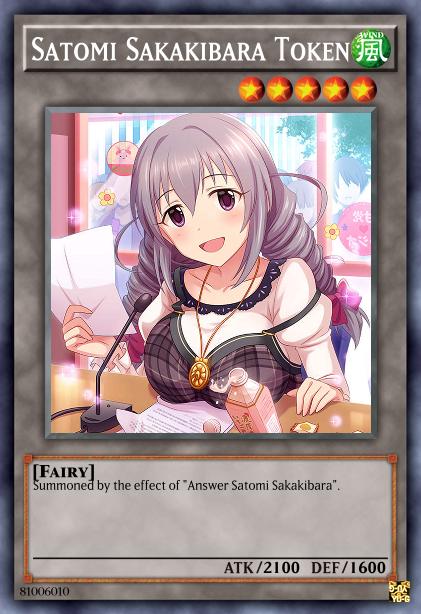 SATOMI SAKAKIBARA TOKEN
WIND
風
[FAIRY]
Summoned by the effect of "Answer Satomi Sakakibara".
ATK/2100 DEF/1600
81006010